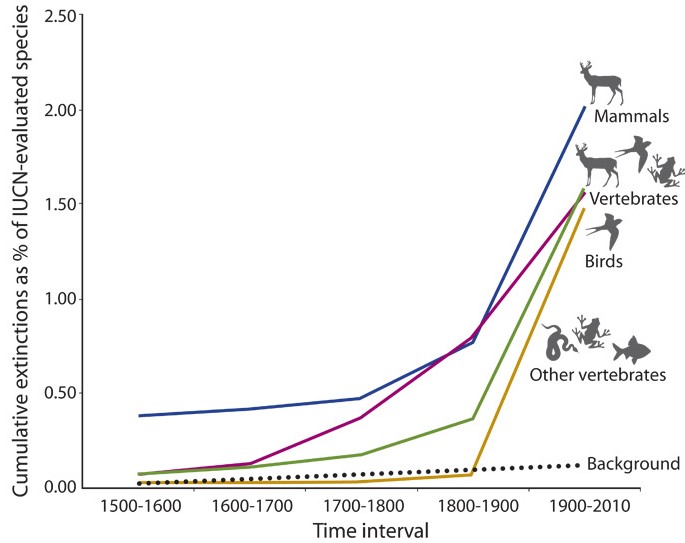 Cumulative extinctions as % of IUCN-evaluated species
2.50
2.00
1.50
1.00
0.50
0.00
Mammals
Vertebrates
Birds
Other vertebrates
Background
1500-1600
1600-1700
1700-1800
1800-1900
1900-2010
Time interval